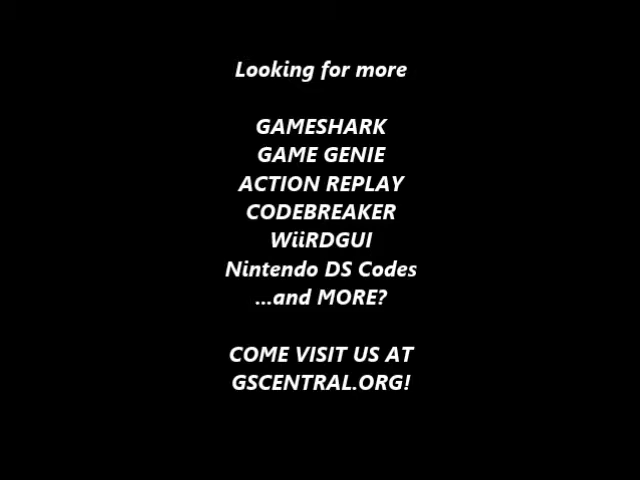 Looking for more
GAMESHARK
GAME GENIE
ACTION REPLAY
CODEBREAKER
WiiRDGUI
Nintendo DS Codes
...and MORE?
COME VISIT US AT
GSCENTRAL.ORG!